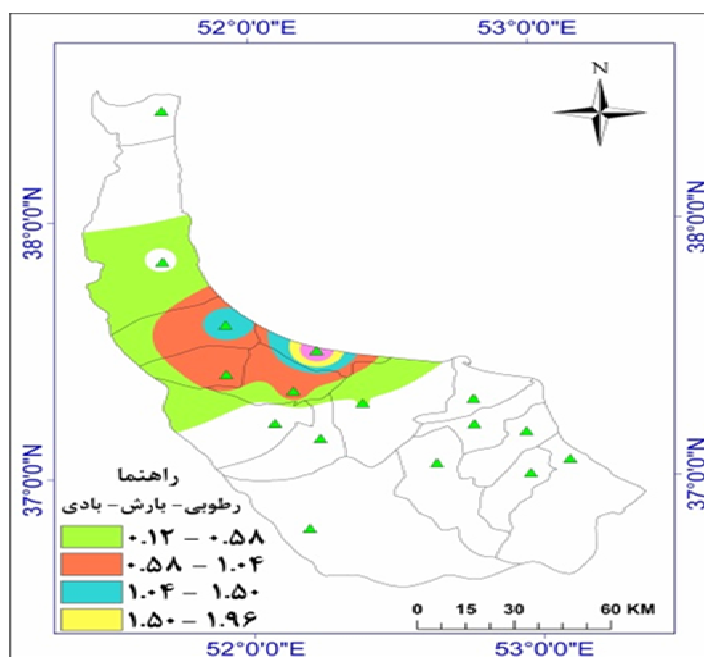 52°0'0"E 53°0'0"E
N
38°0'0"N 38°0'0"N
37°0'0"N 37°0'0"N
راهنما
رطوبی - بارش - بادی
۰.۱۲ – ۰.۵۸
۰.۵۸ – ۱.۰۴
۱.۰۴ – ۱.۵۰
۱.۵۰ – ۱.۹۶
0 15 30 60 KM
52°0'0"E 53°0'0"E